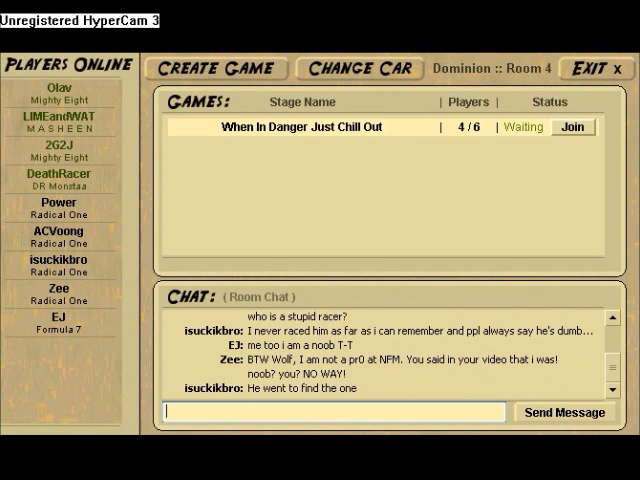 Unregistered HyperCam 3
PLAYERS ONLINE
Olav
Mighty Eight
LIMEandWAT
M A S H E E N
2G2J
Mighty Eight
DeathRacer
DR Monstaa
Power
Radical One
ACVoong
Radical One
isuckikbro
Radical One
Zee
Radical One
EJ
Formula 7
CREATE GAME CHANGE CAR Dominion :: Room 4 EXIT x
GAMES: Stage Name | Players | Status
When In Danger Just Chill Out | 4 / 6 | Waiting Join
CHAT: ( Room Chat )
who is a stupid racer?
isuckikbro: I never raced him as far as i can remember and ppl always say he's dumb...
EJ: me too i am a noob T-T
Zee: BTW Wolf, I am not a pr0 at NFM. You said in your video that i was!
noob? you? NO WAY!
isuckikbro: He went to find the one
Send Message